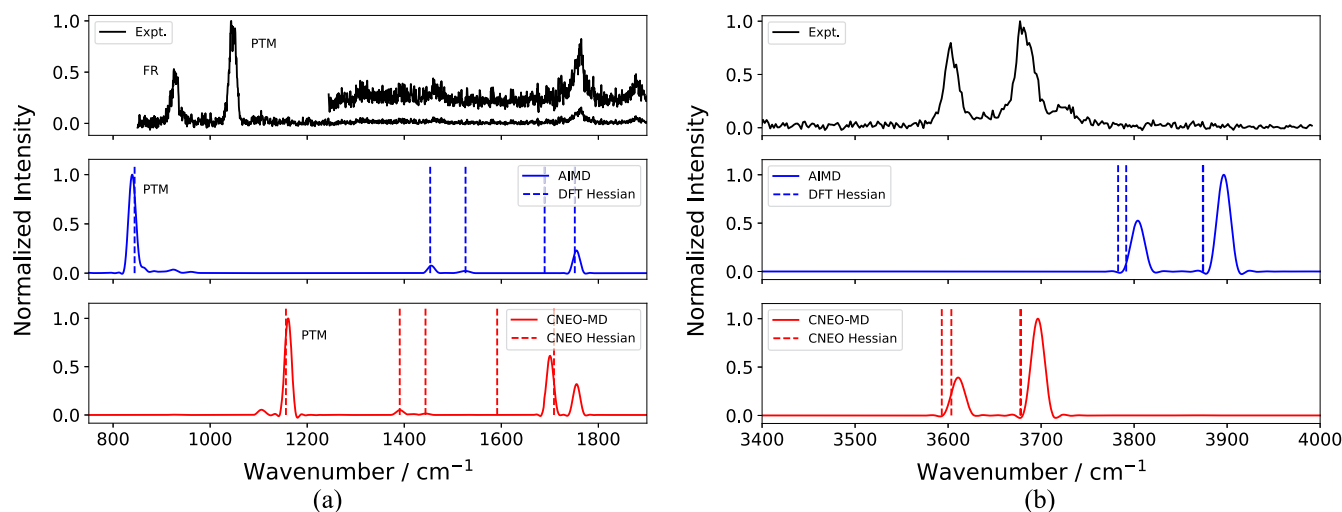 Normalized Intensity
1.0
0.5
0.0
Expt.
FR
PTM
1.0
0.5
0.0
AIMD
DFT Hessian
PTM
1.0
0.5
0.0
CNEO-MD
CNEO Hessian
PTM
800 1000 1200 1400 1600 1800
Wavenumber / cm⁻¹
(a)
Normalized Intensity
1.0
0.5
0.0
Expt.
1.0
0.5
0.0
AIMD
DFT Hessian
1.0
0.5
0.0
CNEO-MD
CNEO Hessian
3400 3500 3600 3700 3800 3900 4000
Wavenumber / cm⁻¹
(b)